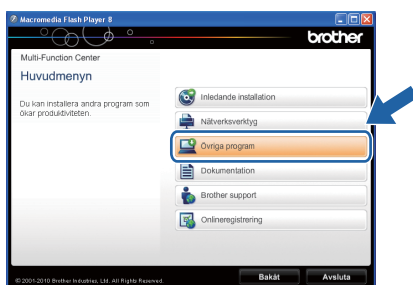 Macromedia Flash Player 8
brother
Multi-Function Center
Huvudmenyn
Du kan installera andra program som
ökar produktiviteten.
Inledande installation
Nätverksverktyg
Övriga program
Dokumentation
Brother support
Onlineregistrering
© 2001-2010 Brother Industries, Ltd. All Rights Reserved.
Bakåt
Avsluta